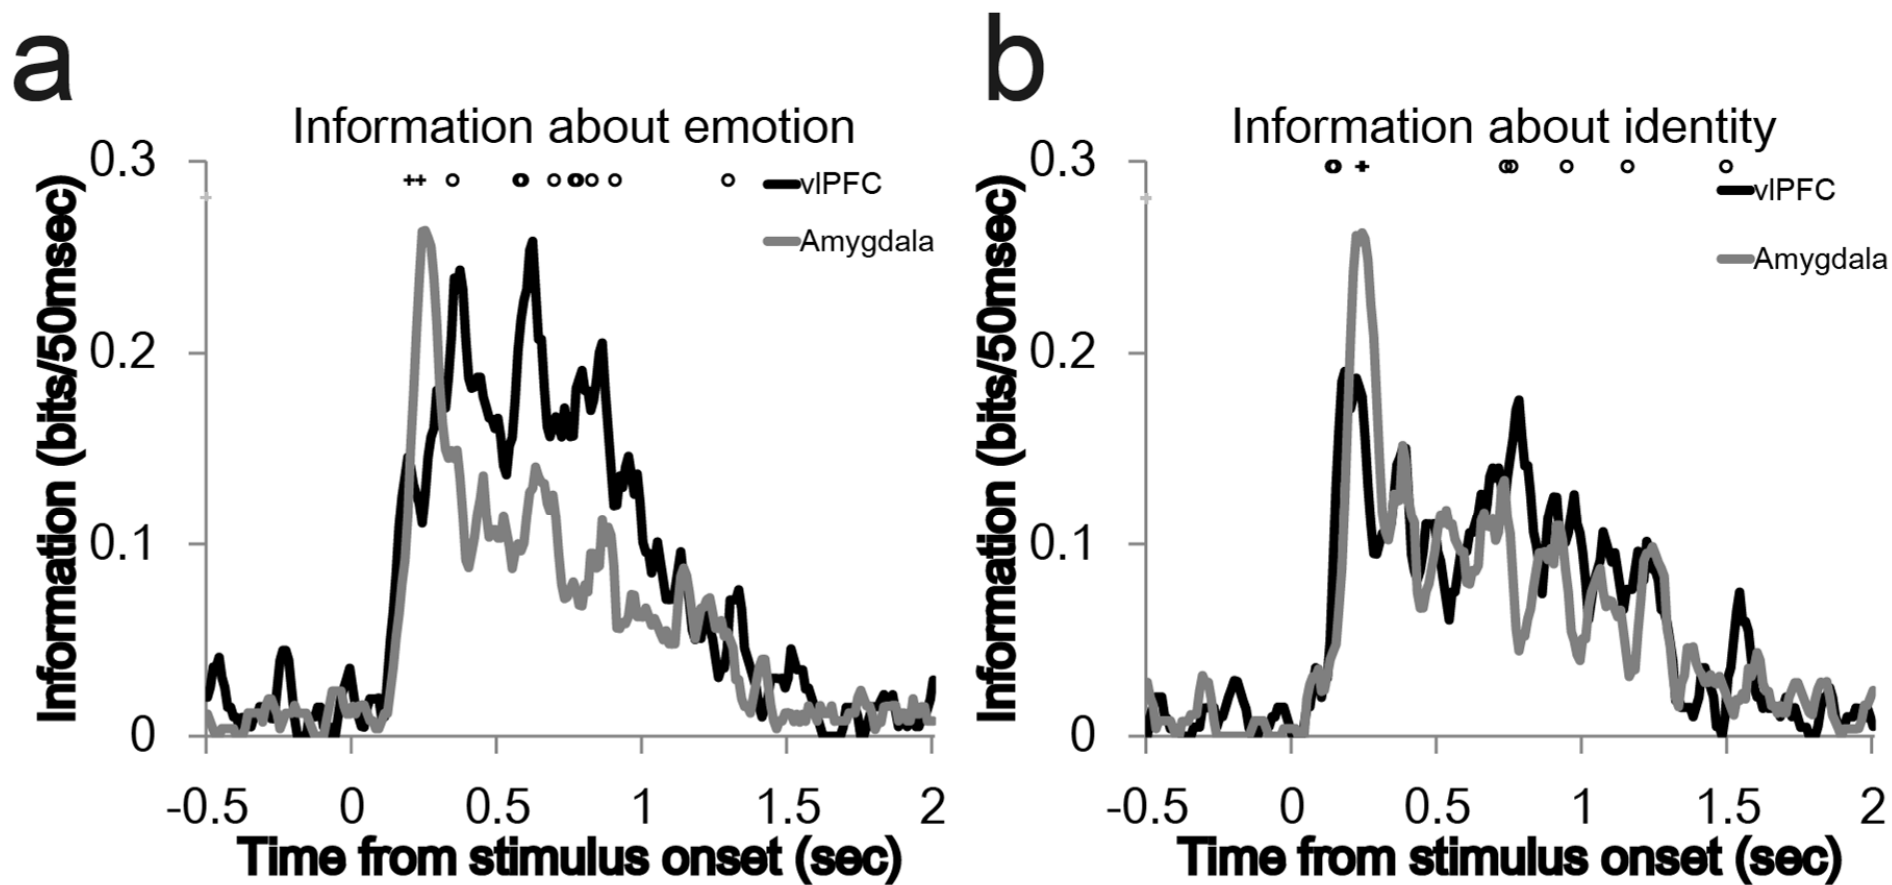 a
Information about emotion
0.3
vlPFC
Amygdala
0.2
0.1
0
Information (bits/50msec)
-0.5 0 0.5 1 1.5 2
Time from stimulus onset (sec)
b
Information about identity
0.3
vlPFC
Amygdala
0.2
0.1
0
Information (bits/50msec)
-0.5 0 0.5 1 1.5 2
Time from stimulus onset (sec)